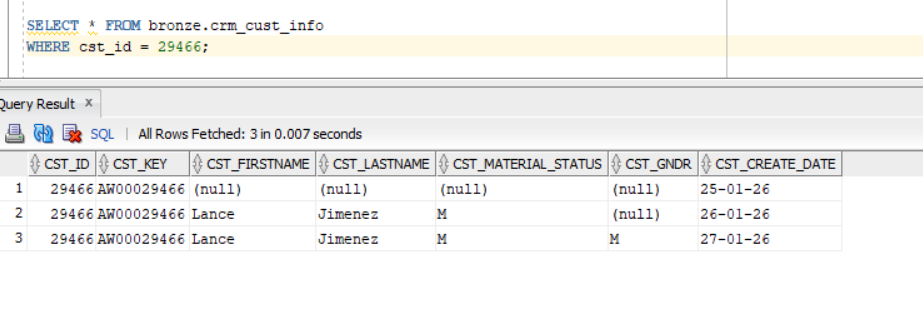 SELECT * FROM bronze.crm_cust_info
WHERE cst_id = 29466;
Query Result x
SQL | All Rows Fetched: 3 in 0.007 seconds
CST_ID CST_KEY CST_FIRSTNAME CST_LASTNAME CST_MATERIAL_STATUS CST_GNDR CST_CREATE_DATE
1 29466 AW00029466 (null) (null) (null) (null) 25-01-26
2 29466 AW00029466 Lance Jimenez M (null) 26-01-26
3 29466 AW00029466 Lance Jimenez M M 27-01-26